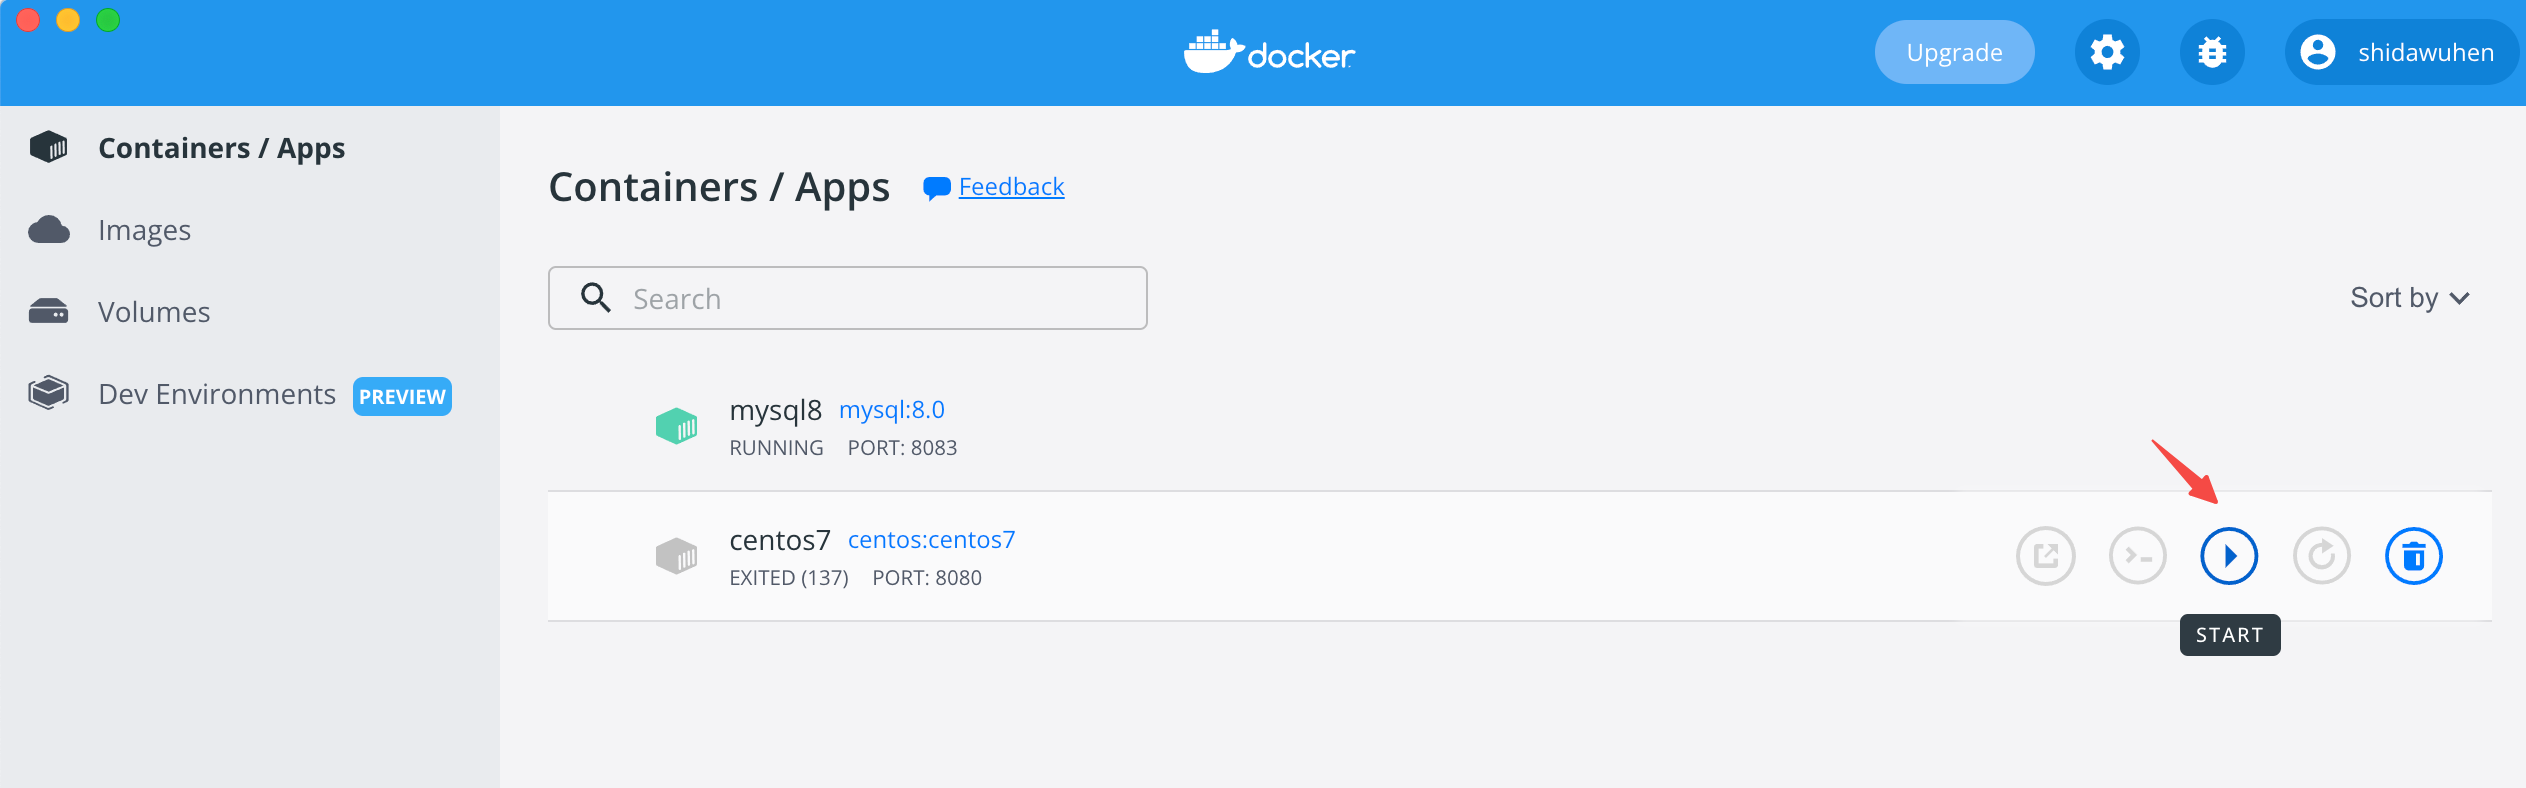 docker
Upgrade
shidawuhen
Containers / Apps
Images
Volumes
Dev Environments PREVIEW
Containers / Apps Feedback
Search
Sort by
mysql8 mysql:8.0
RUNNING PORT: 8083
centos7 centos:centos7
EXITED (137) PORT: 8080
START